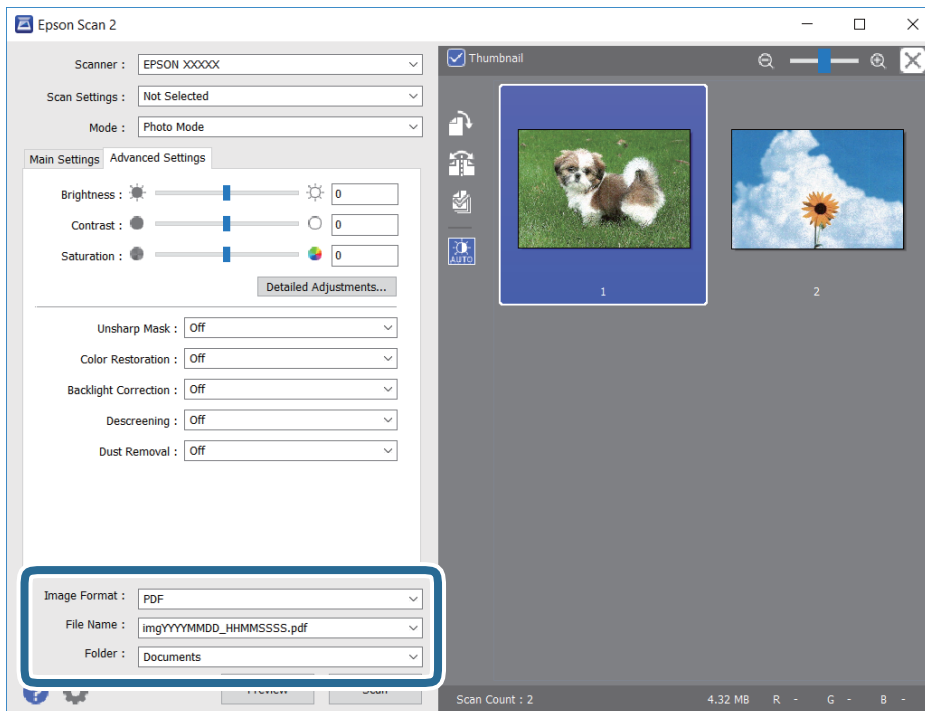 Epson Scan 2
Scanner : EPSON XXXXX
Scan Settings : Not Selected
Mode : Photo Mode
Main Settings Advanced Settings
Brightness : 0
Contrast : 0
Saturation : 0
Detailed Adjustments...
Unsharp Mask : Off
Color Restoration : Off
Backlight Correction : Off
Descreening : Off
Dust Removal : Off
Image Format : PDF
File Name : imgYYYYMMDD_HHMMSSSS.pdf
Folder : Documents
? Preview Scan
Thumbnail
AUTO
1 2
Scan Count : 2 4.32 MB R - G - B -